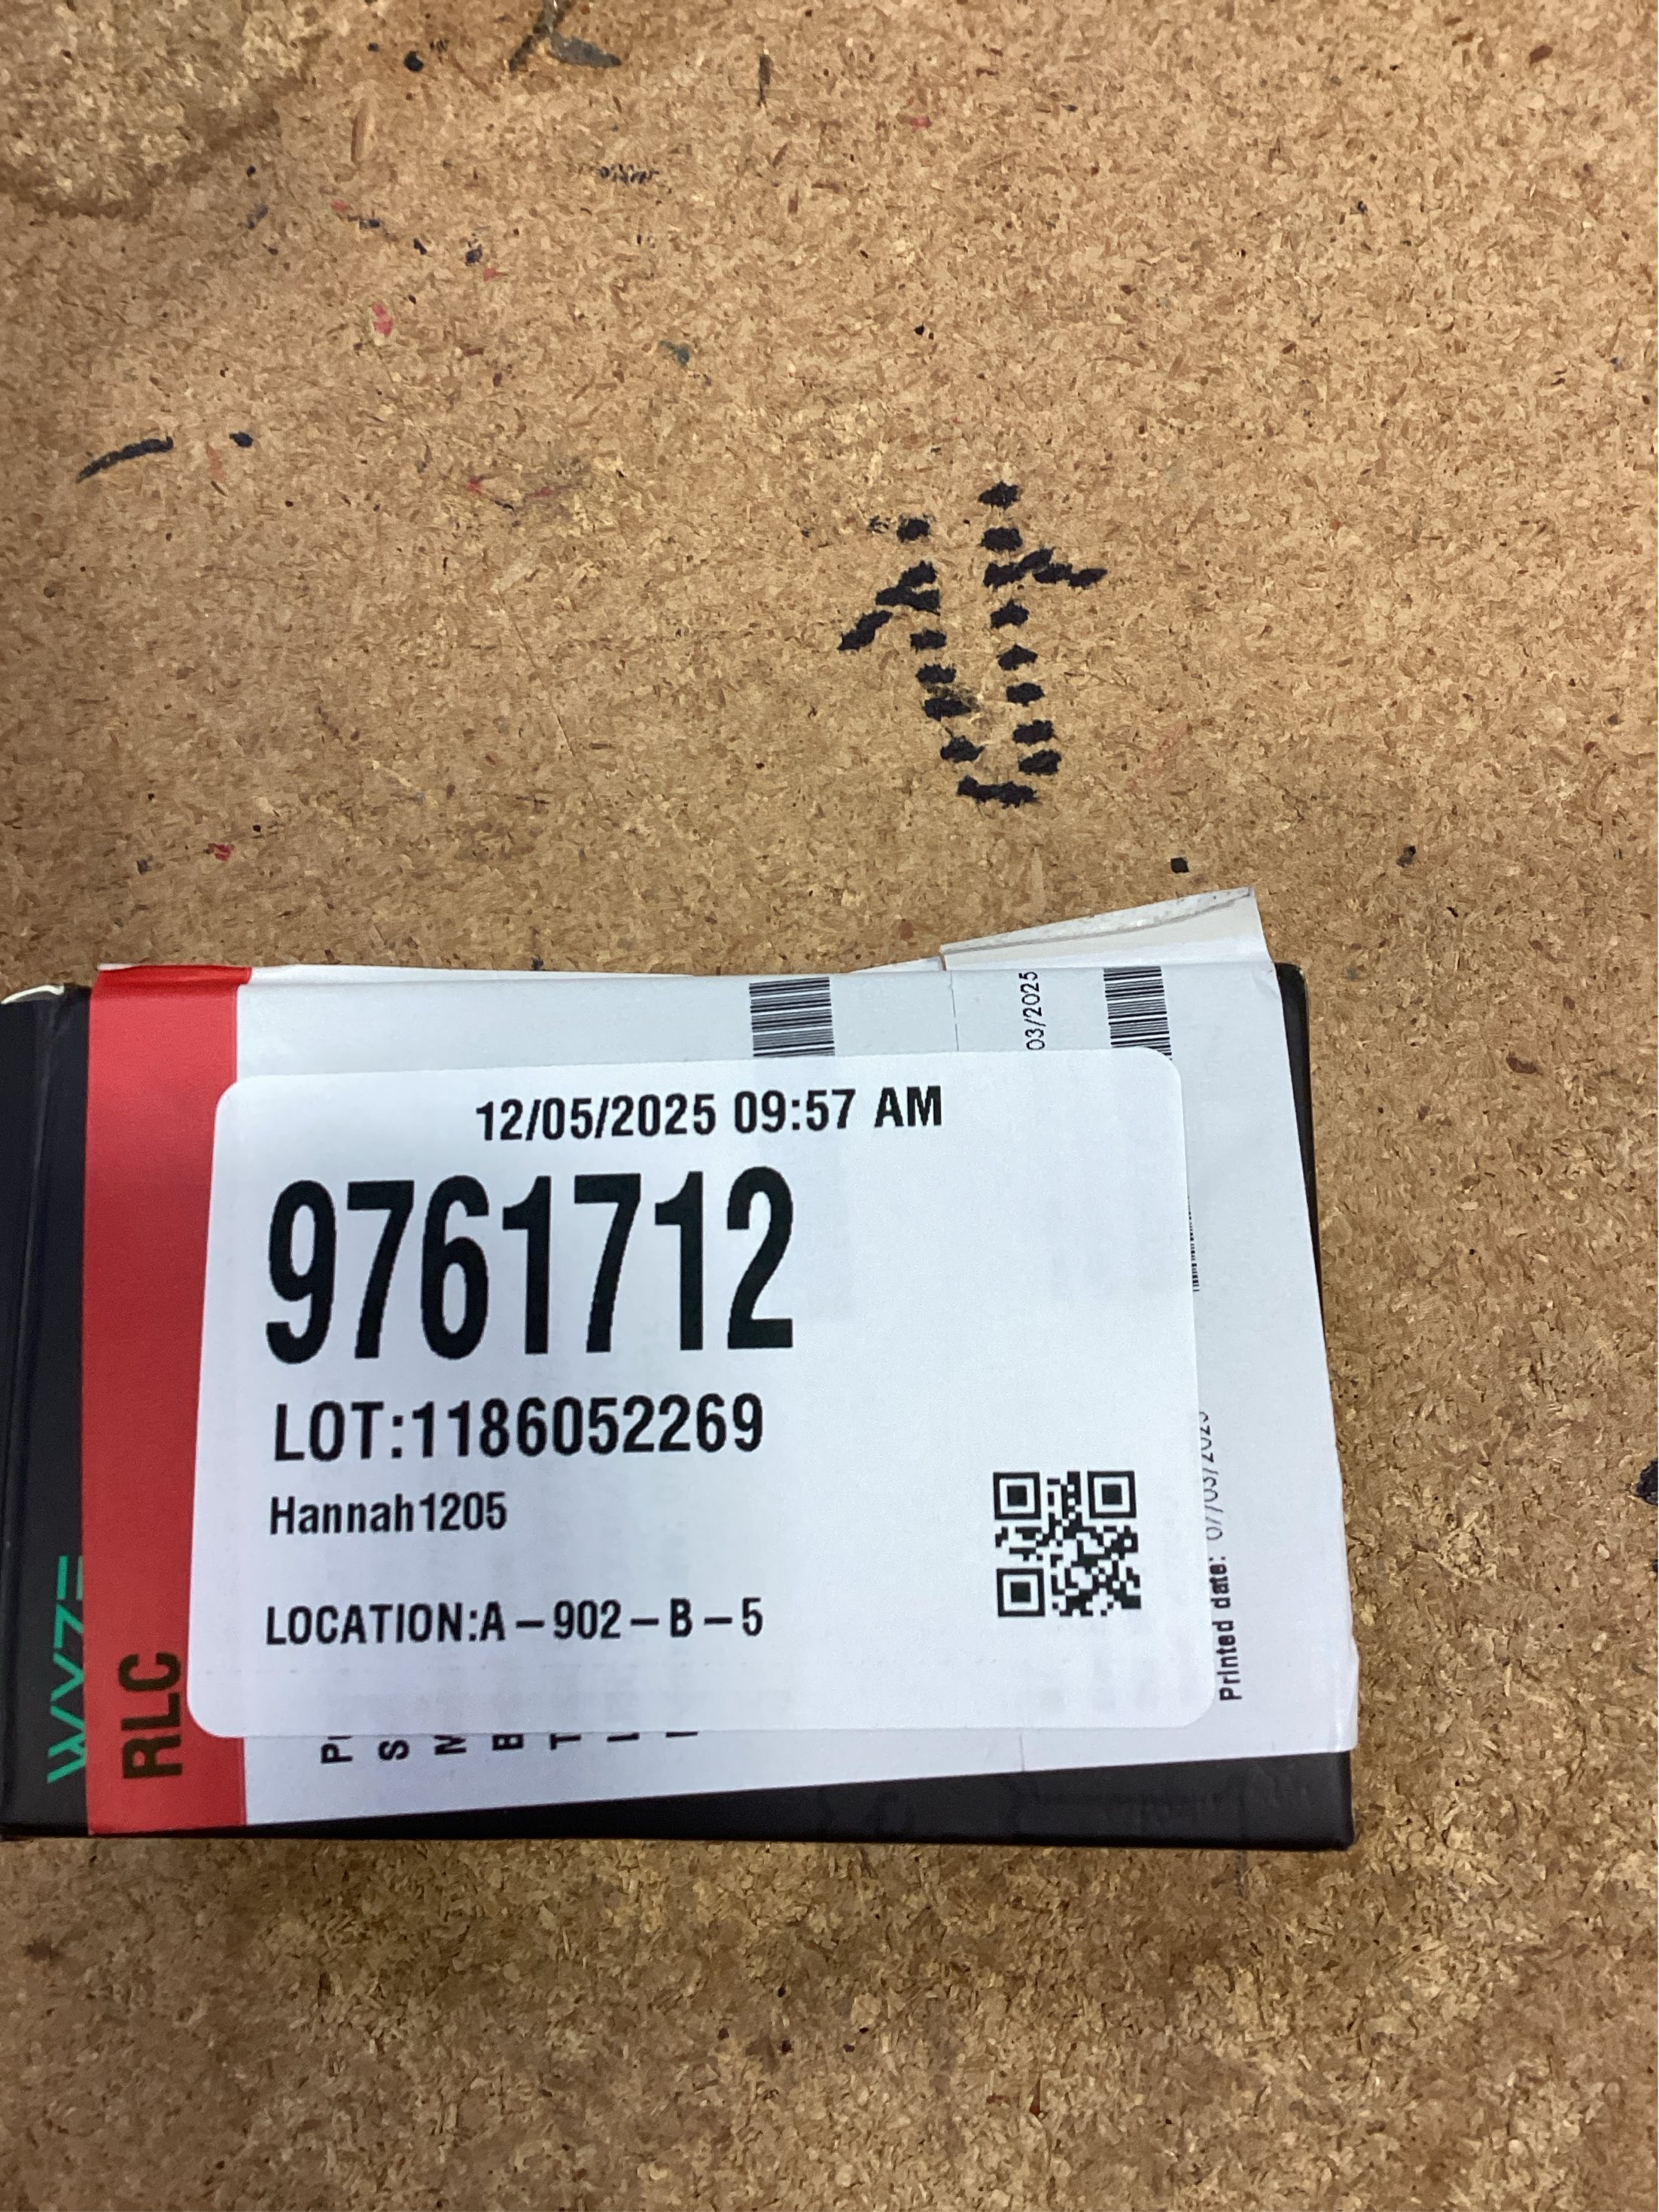 03/2025
12/05/2025 09:57 AM
9761712
LOT:1186052269
Hannah1205
LOCATION:A-902-B-5
Printed date:
RLC
WYZE